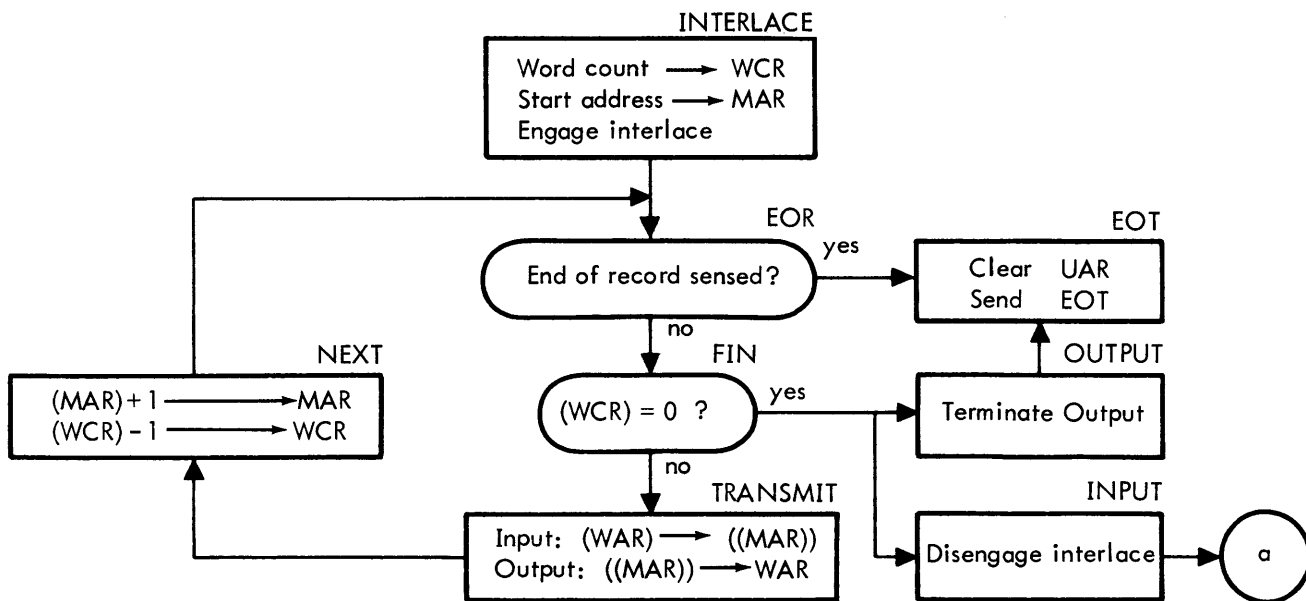 INTERLACE
Word count → WCR
Start address → MAR
Engage interlace
EOR
End of record sensed?
yes
no
EOT
Clear UAR
Send EOT
NEXT
(MAR) + 1 → MAR
(WCR) - 1 → WCR
FIN
(WCR) = 0 ?
yes
no
OUTPUT
Terminate Output
TRANSMIT
Input: (WAR) → ((MAR))
Output: ((MAR)) → WAR
INPUT
Disengage interlace
a